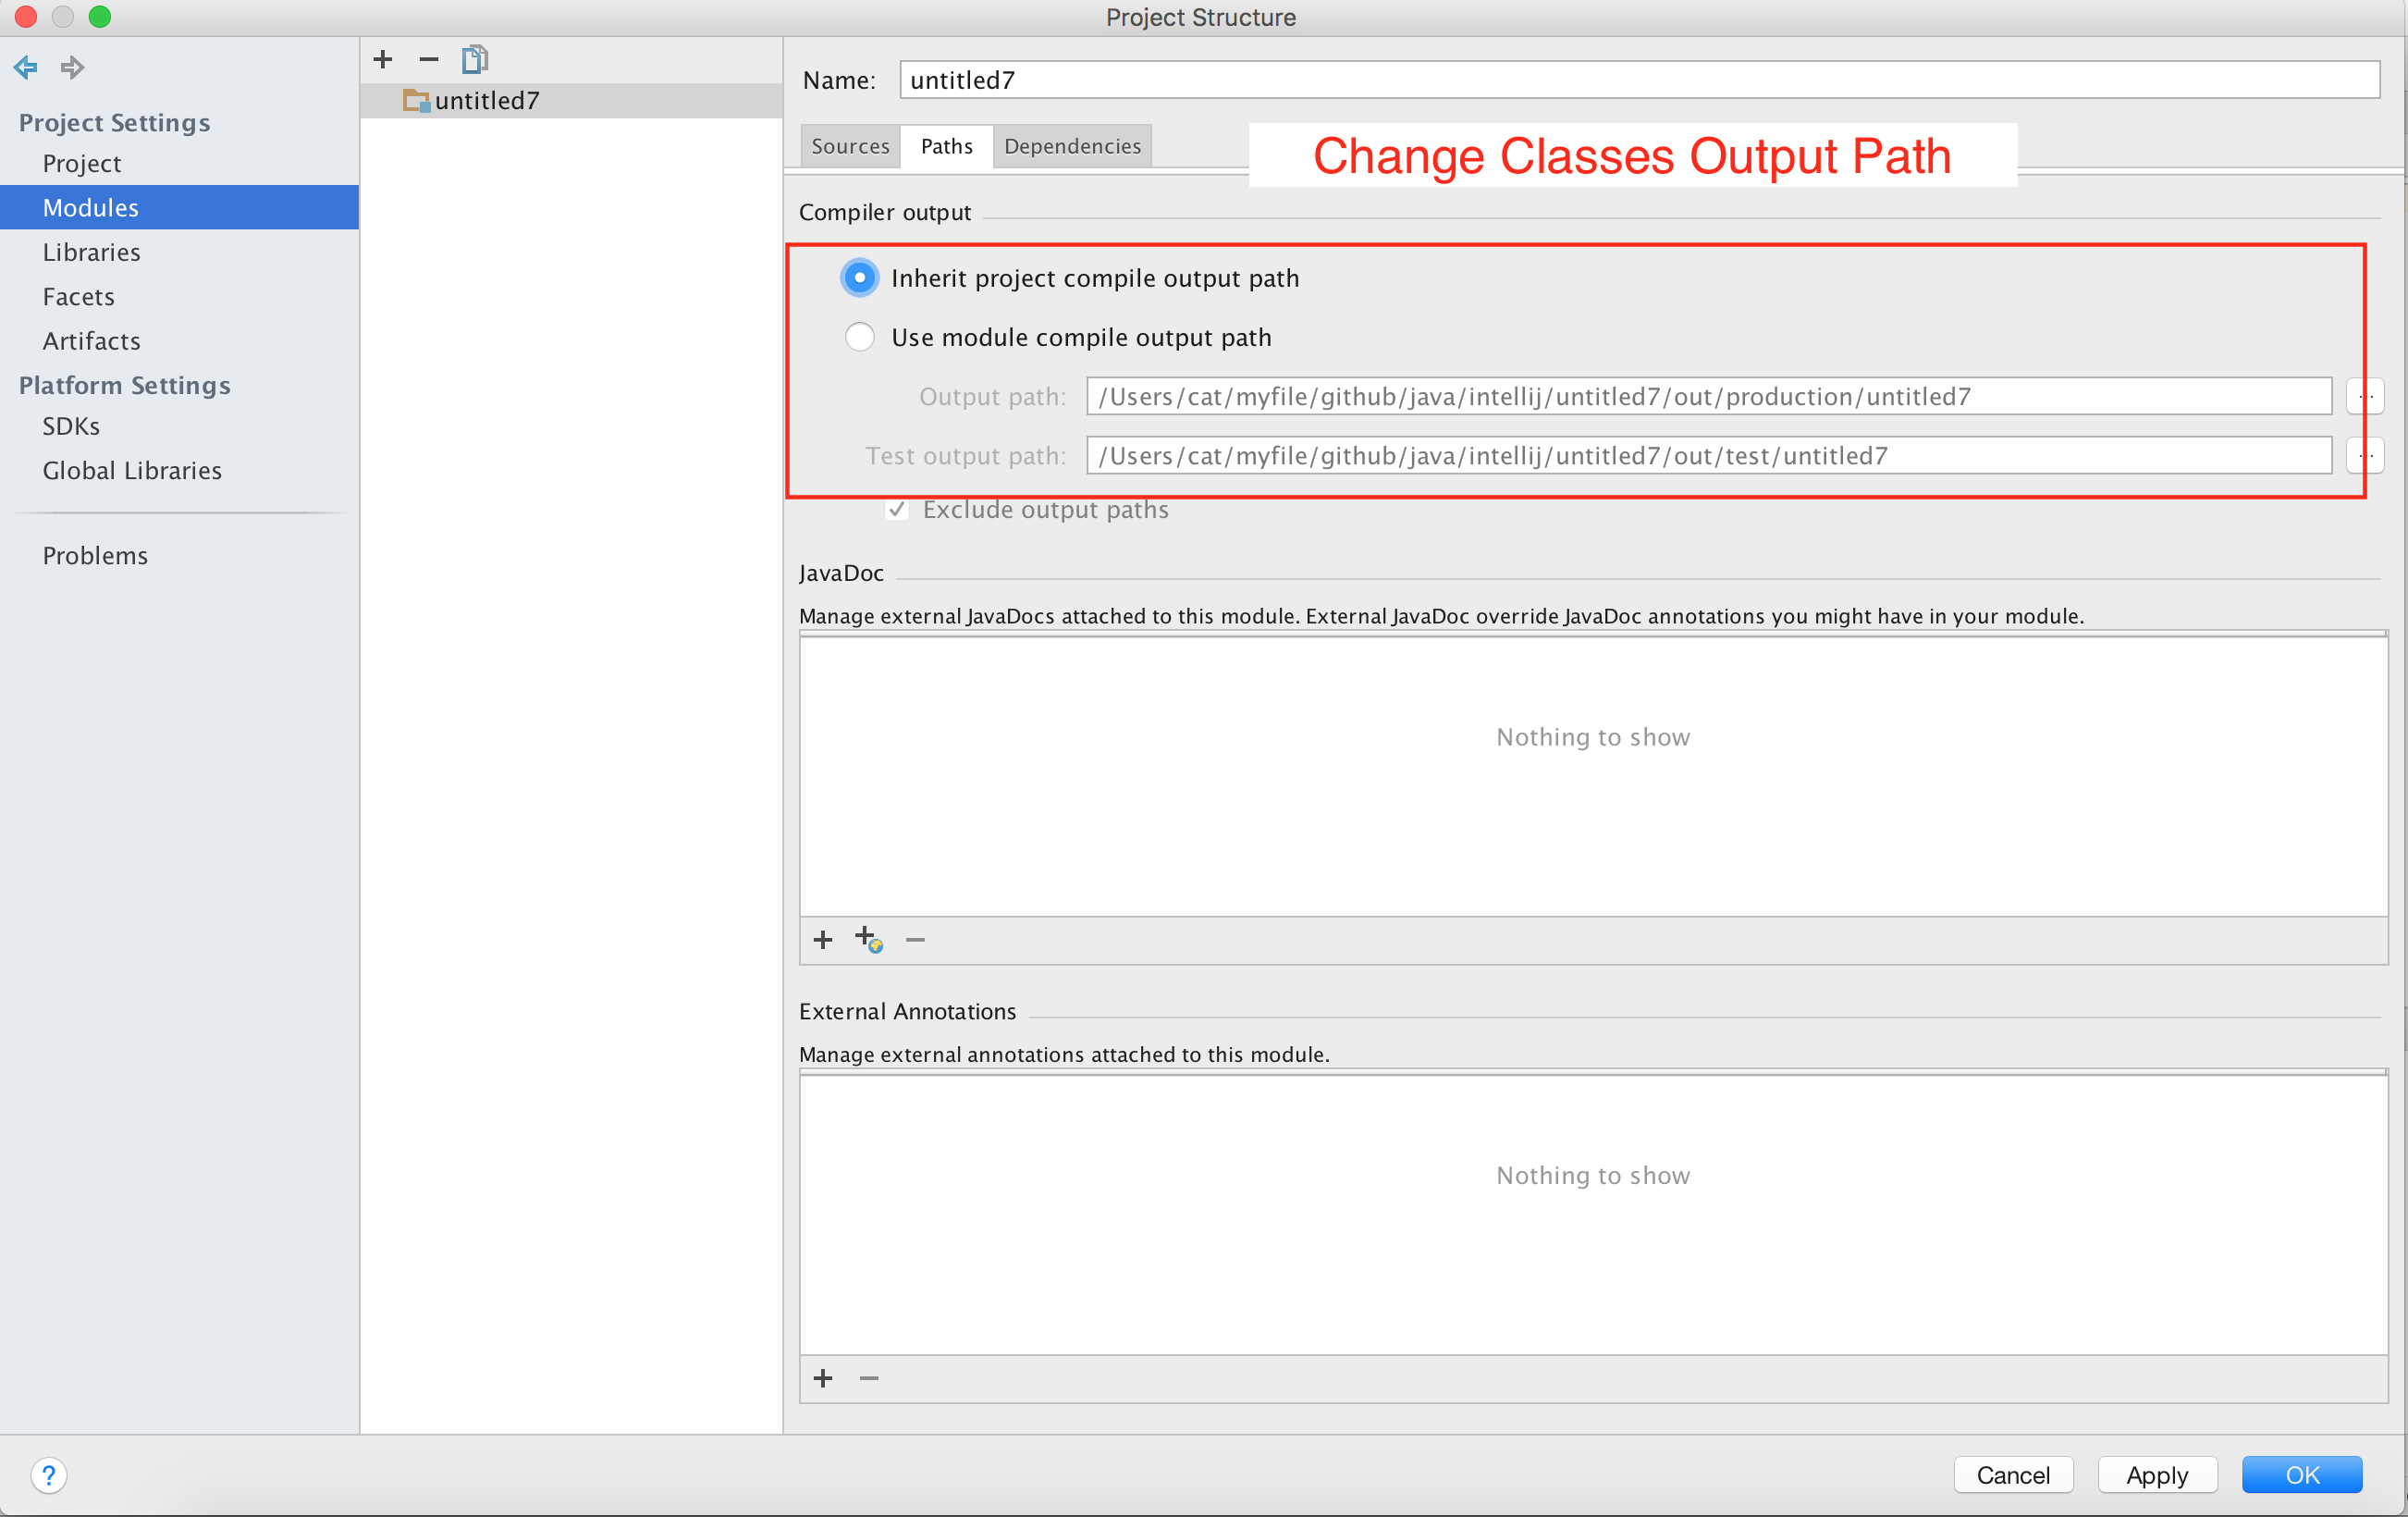 Project Structure
Project Settings
Project
Modules
Libraries
Facets
Artifacts
Platform Settings
SDKs
Global Libraries
Problems
untitled7
Name: untitled7
Sources Paths Dependencies
Change Classes Output Path
Compiler output
Inherit project compile output path
Use module compile output path
Output path: /Users/cat/myfile/github/java/intellij/untitled7/out/production/untitled7 ...
Test output path: /Users/cat/myfile/github/java/intellij/untitled7/out/test/untitled7 ...
Exclude output paths
JavaDoc
Manage external JavaDocs attached to this module. External JavaDoc override JavaDoc annotations you might have in your module.
Nothing to show
External Annotations
Manage external annotations attached to this module.
Nothing to show
? Cancel Apply OK